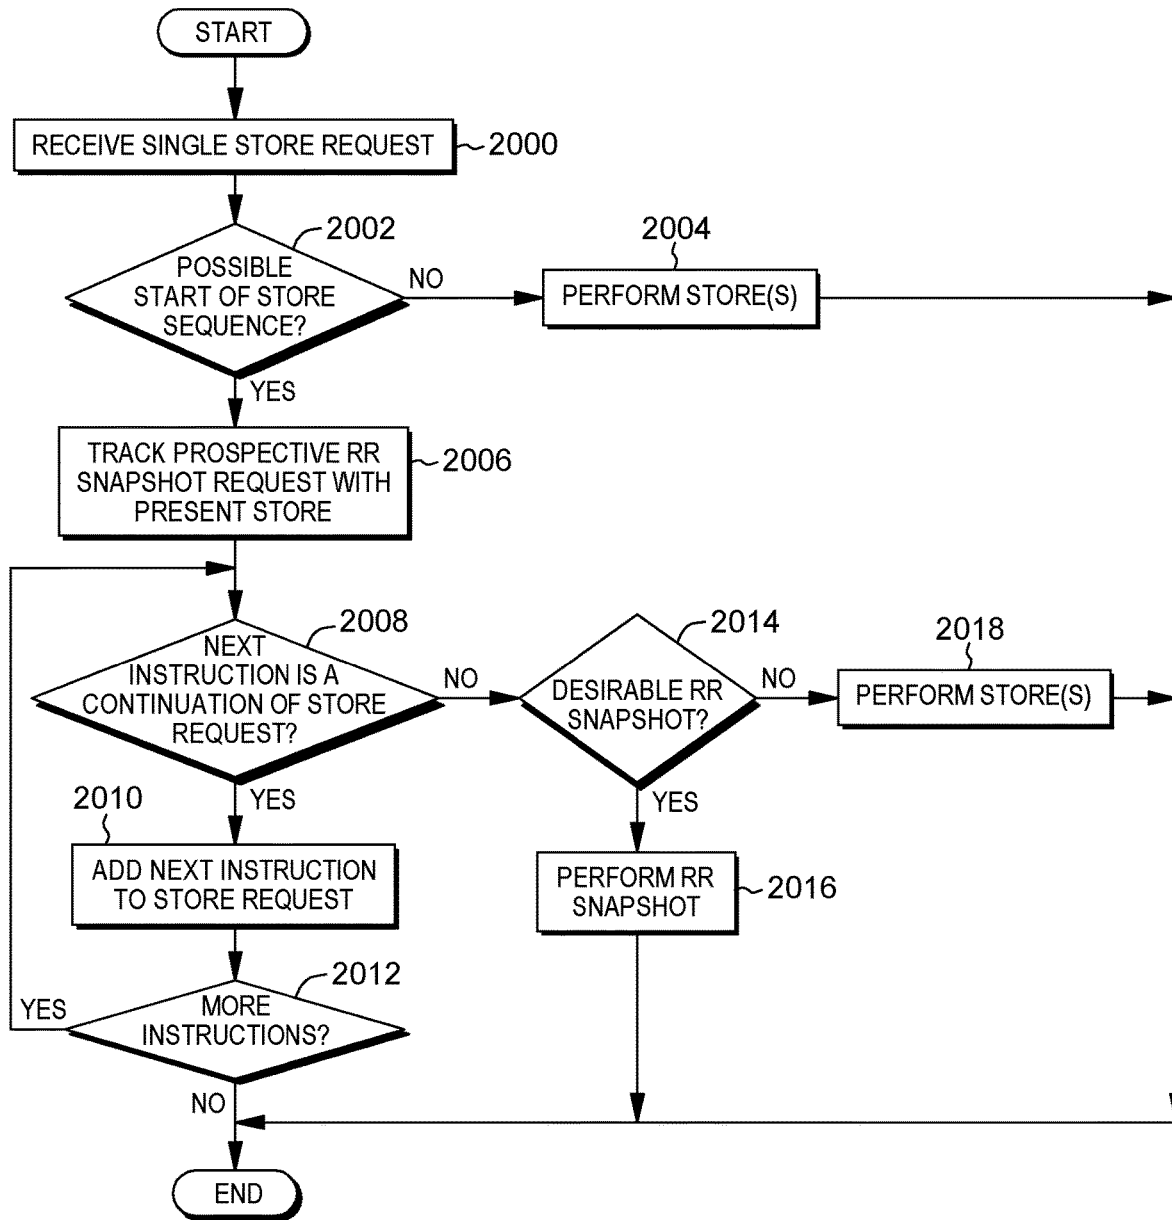 START
RECEIVE SINGLE STORE REQUEST
2000
2002
POSSIBLE
START OF STORE
SEQUENCE?
NO
2004
PERFORM STORE(S)
YES
TRACK PROSPECTIVE RR
SNAPSHOT REQUEST WITH
PRESENT STORE
2006
2008
NEXT
INSTRUCTION IS A
CONTINUATION OF STORE
REQUEST?
NO
2014
DESIRABLE RR
SNAPSHOT?
NO
2018
PERFORM STORE(S)
YES
2010
ADD NEXT INSTRUCTION
TO STORE REQUEST
YES
PERFORM RR
SNAPSHOT
2016
2012
MORE
INSTRUCTIONS?
YES
NO
END